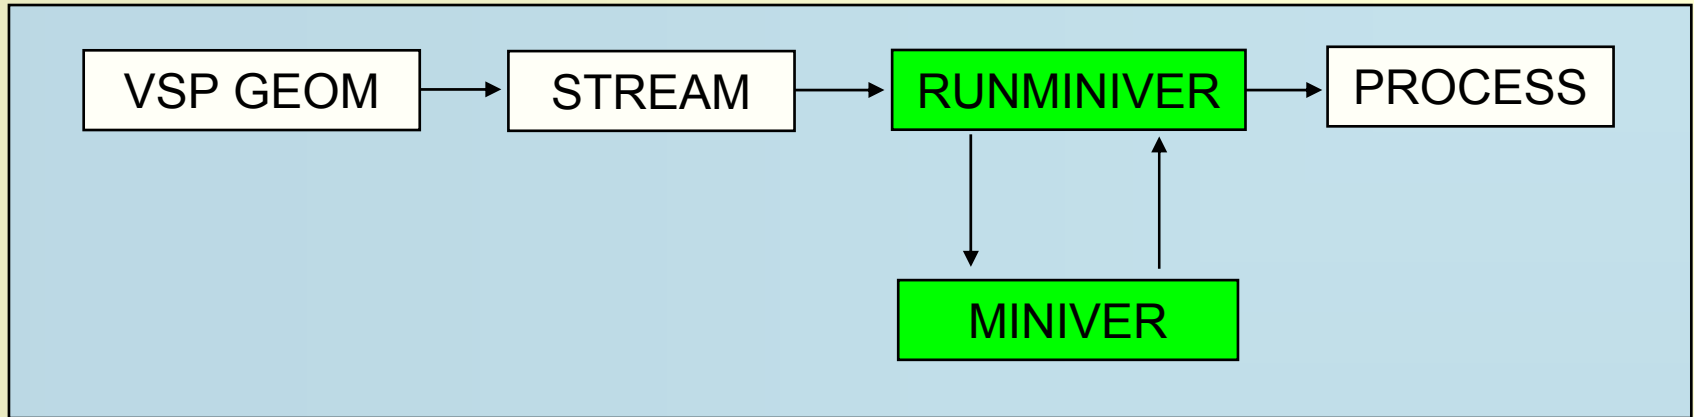 VSP GEOM
STREAM
RUNMINIVER
PROCESS
MINIVER